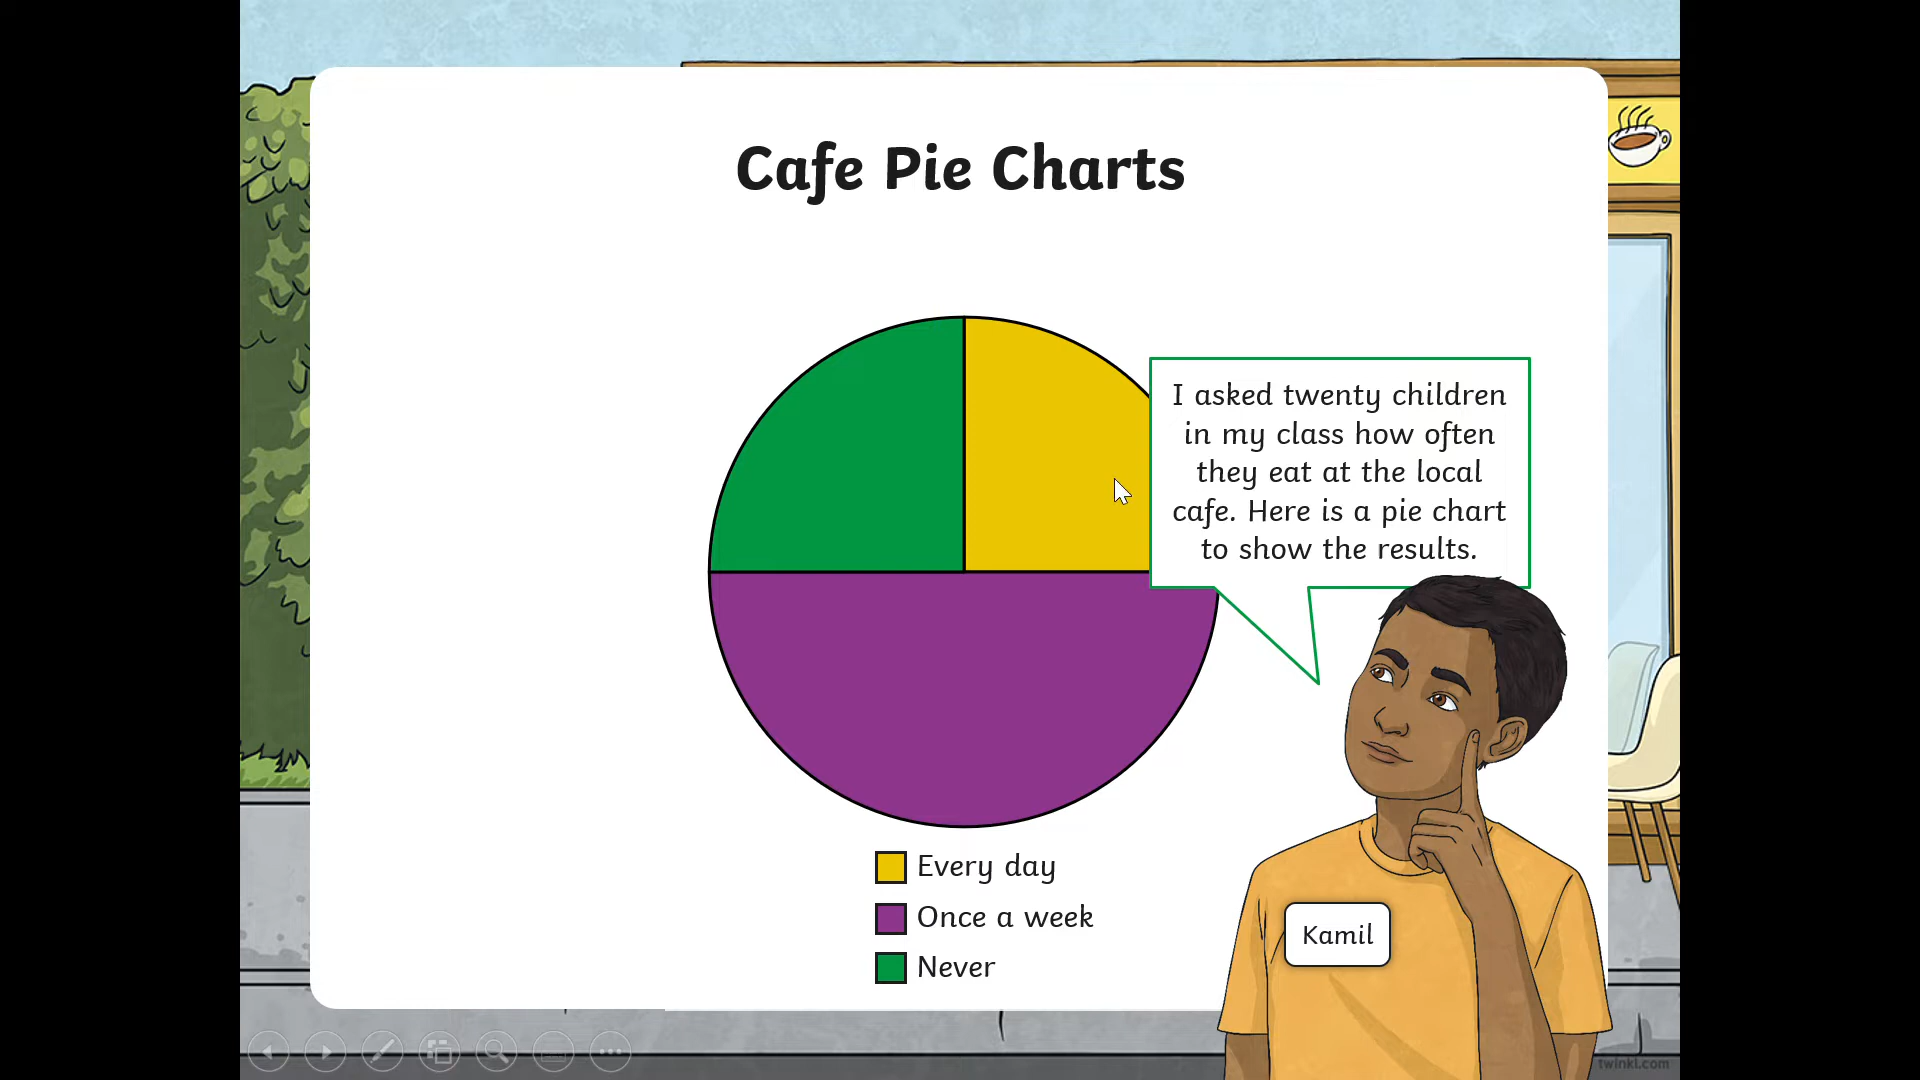 Cafe Pie Charts
I asked twenty children
in my class how often
they eat at the local
cafe. Here is a pie chart
to show the results.
Every day
Once a week
Never
Kamil
twinkl.com